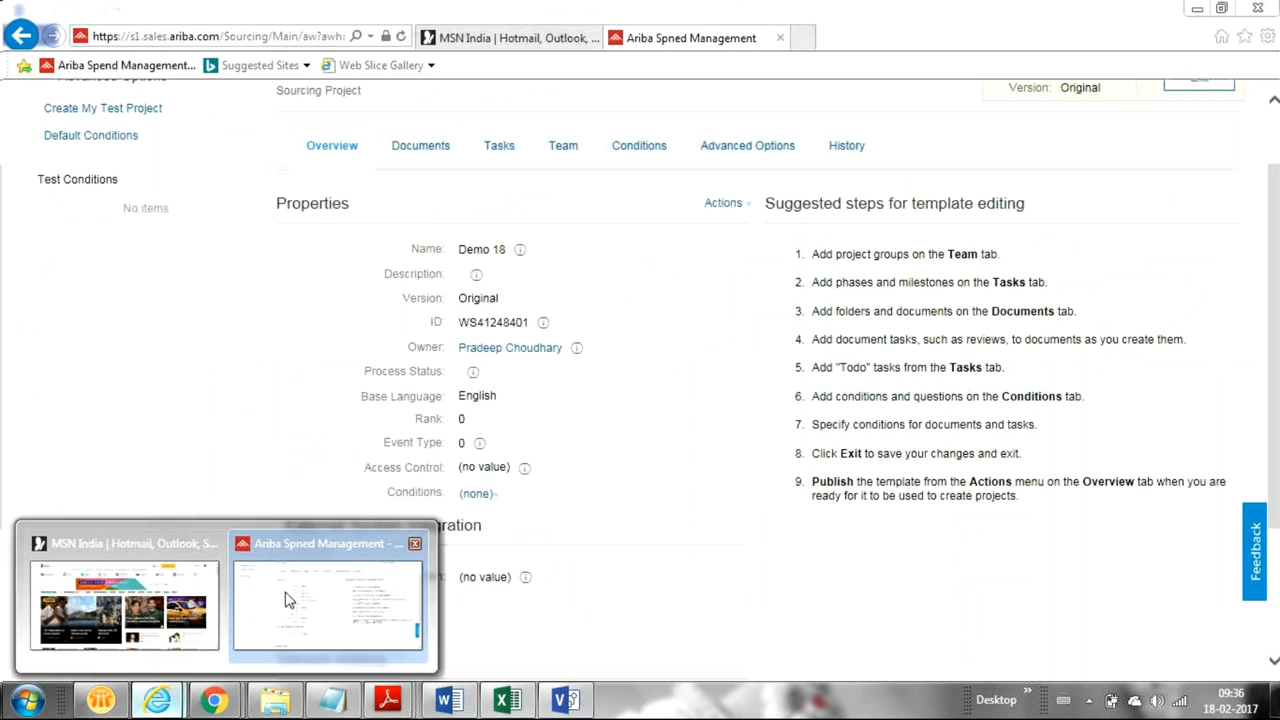 https://s1.sales.ariba.com/Sourcing/Main/aw?awh:
MSN India | Hotmail, Outlook, ...
Ariba Spned Management
Ariba Spend Management...
Suggested Sites
Web Slice Gallery
Advanced Options
Create My Test Project
Default Conditions
Test Conditions
No items
Sourcing Project
Version: Original
Overview
Documents
Tasks
Team
Conditions
Advanced Options
History
Properties
Actions
Name: Demo 18
Description:
Version: Original
ID: WS41248401
Owner: Pradeep Choudhary
Process Status:
Base Language: English
Rank: 0
Event Type: 0
Access Control: (no value)
Conditions: (none)
gration
(no value)
Suggested steps for template editing
1. Add project groups on the Team tab.
2. Add phases and milestones on the Tasks tab.
3. Add folders and documents on the Documents tab.
4. Add document tasks, such as reviews, to documents as you create them.
5. Add "Todo" tasks from the Tasks tab.
6. Add conditions and questions on the Conditions tab.
7. Specify conditions for documents and tasks.
8. Click Exit to save your changes and exit.
9. Publish the template from the Actions menu on the Overview tab when you are
ready for it to be used to create projects.
Feedback
MSN India | Hotmail, Outlook, S...
Ariba Spned Management - ...
Desktop
09:36
18-02-2017